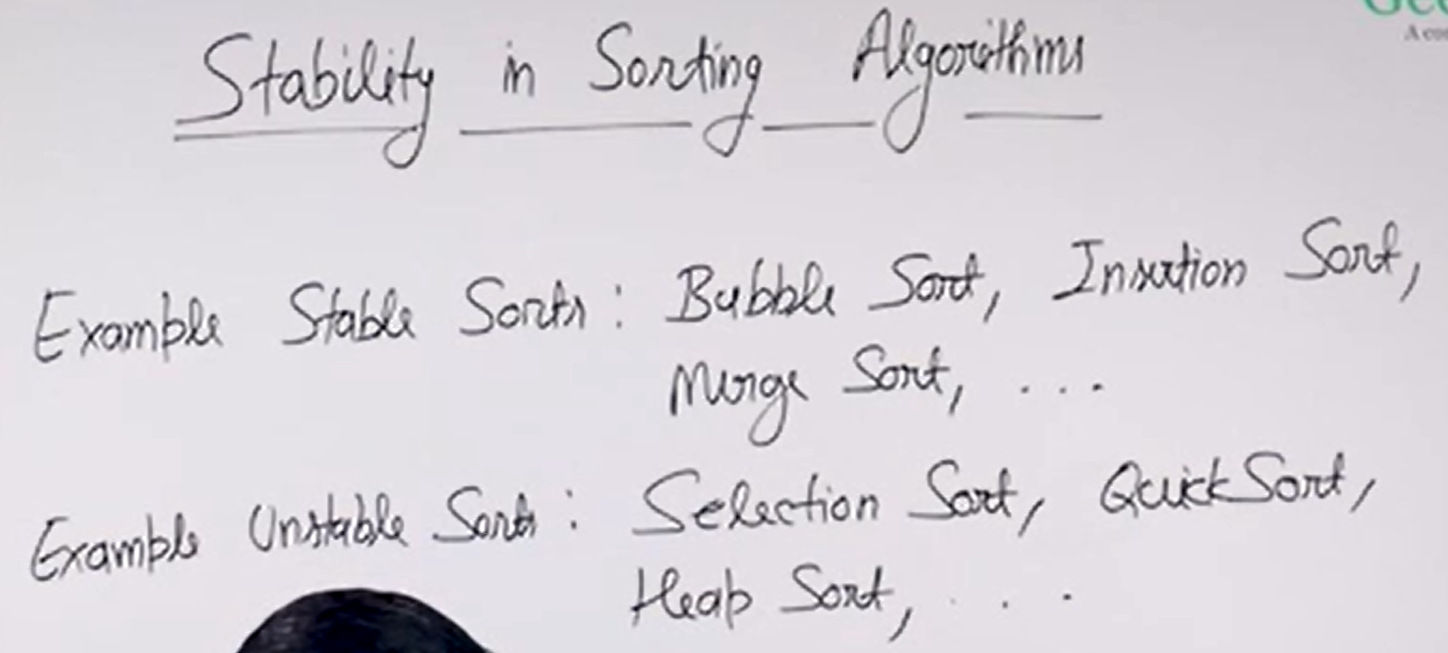 Stability in Sorting Algorithms
Example Stable Sorts : Bubble Sort, Insertion Sort,
Merge Sort, ...
Example Unstable Sorts : Selection Sort, QuickSort,
Heap Sort, ...